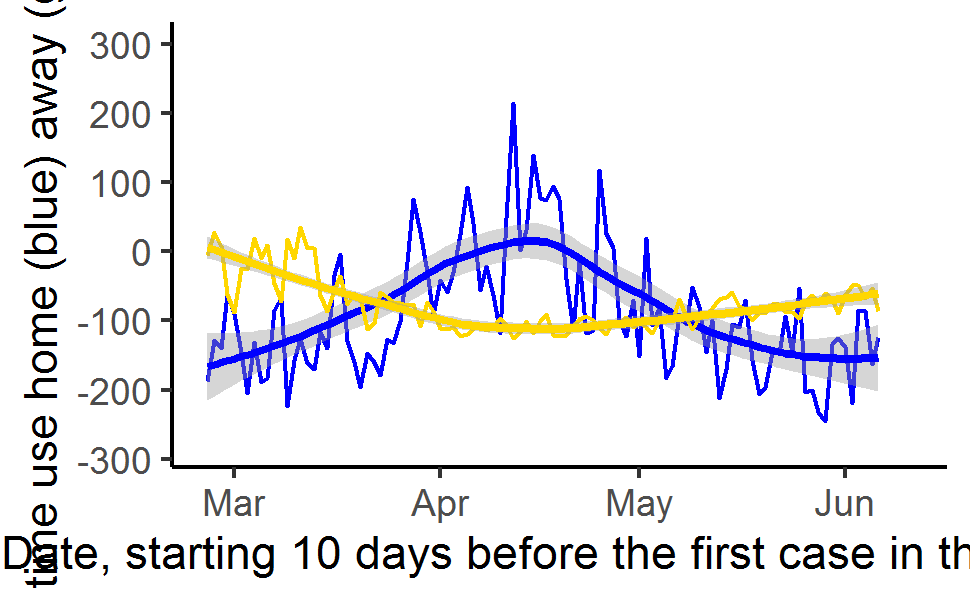 time use home (blue) away (
300
200
100
0
-100
-200
-300
Mar Apr May Jun
Date, starting 10 days before the first case in th